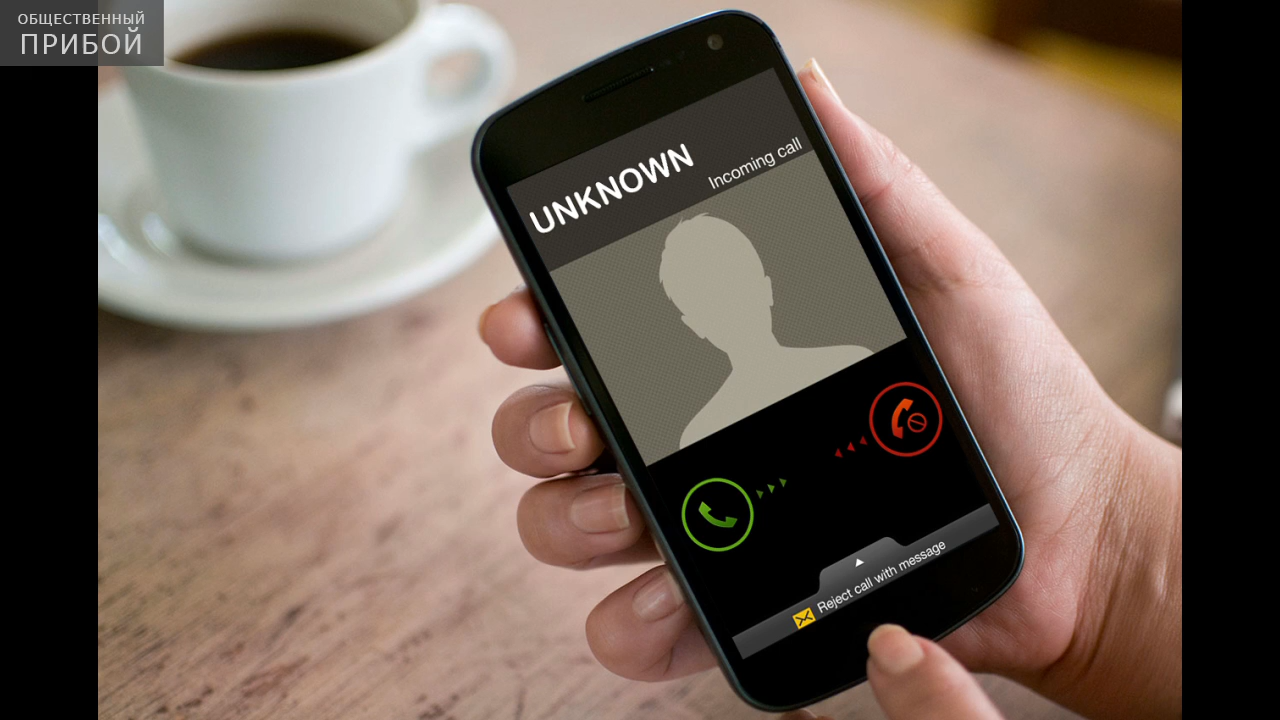 ОБЩЕСТВЕННЫЙ
ПРИБОЙ
UNKNOWN
Incoming call
Reject call with message